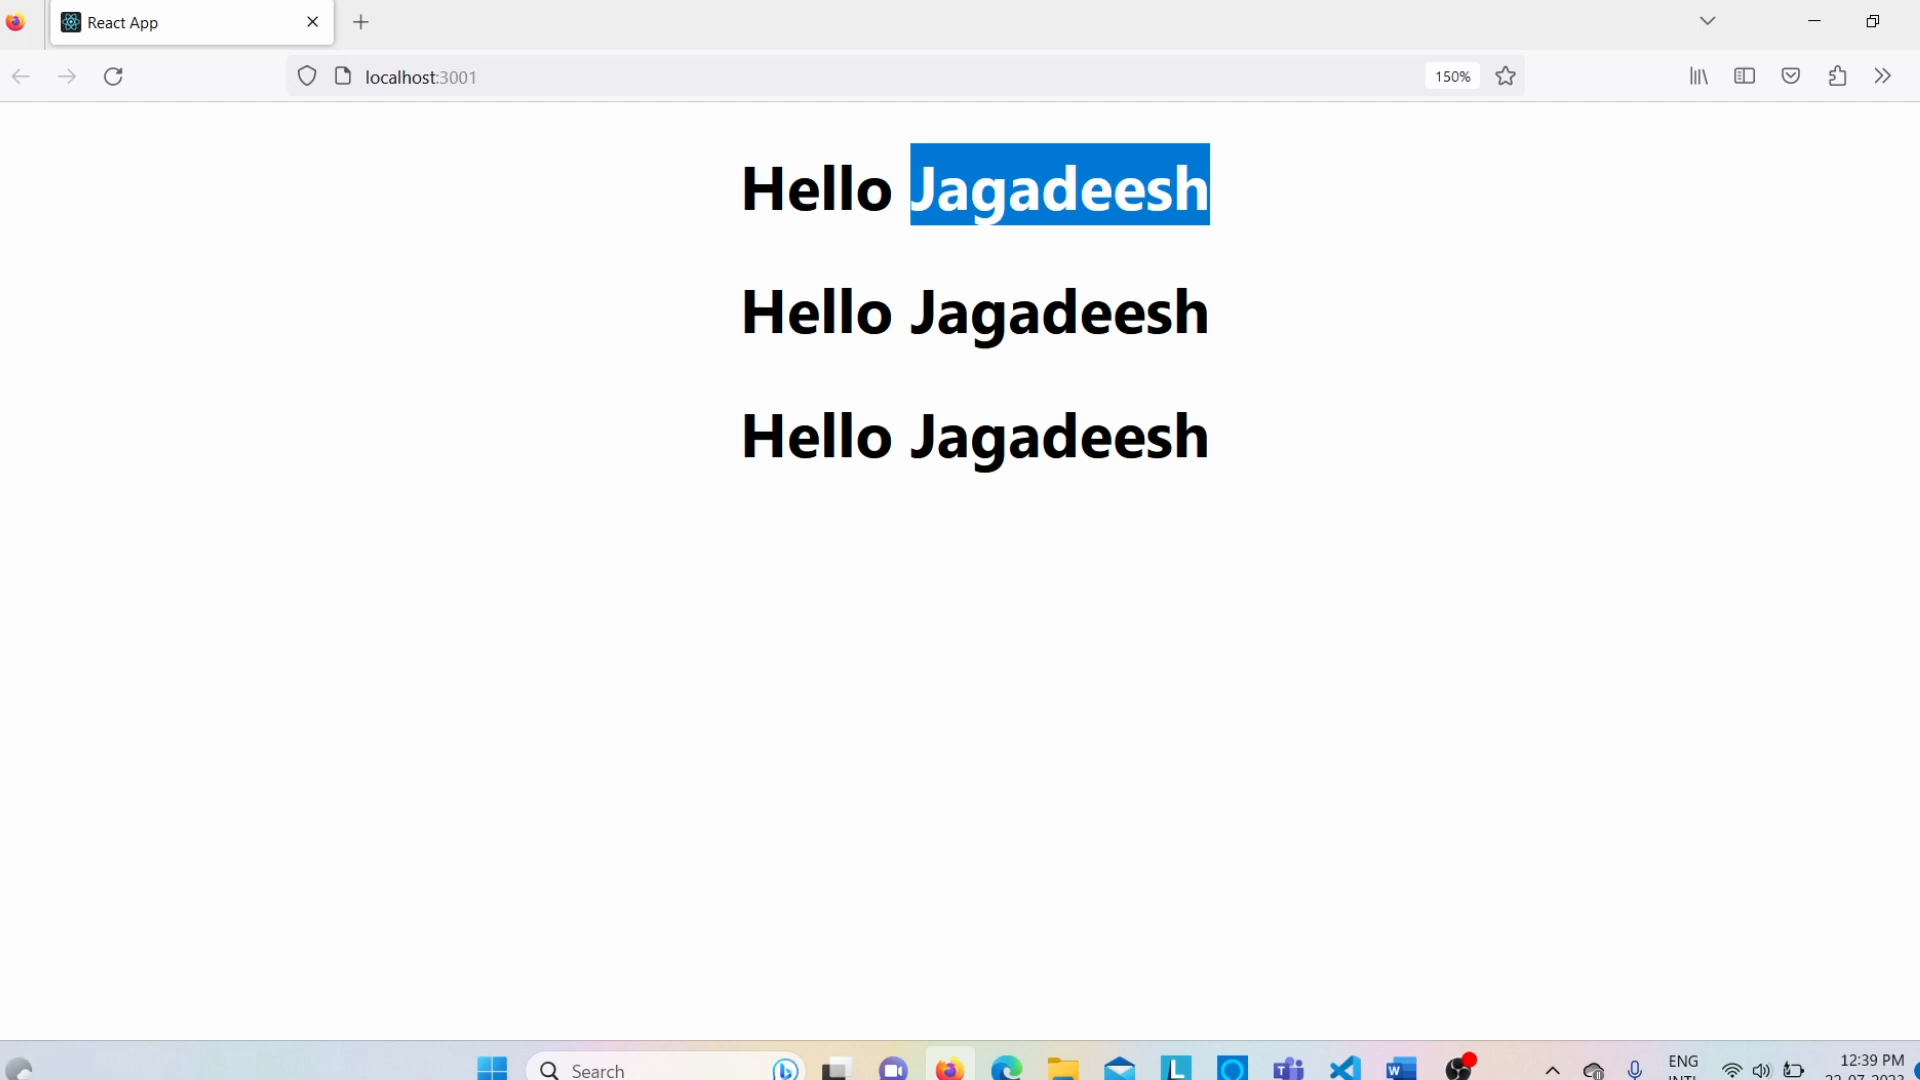 React App
localhost:3001
150%
Hello Jagadeesh
Hello Jagadeesh
Hello Jagadeesh
Search
ENG
12:39 PM